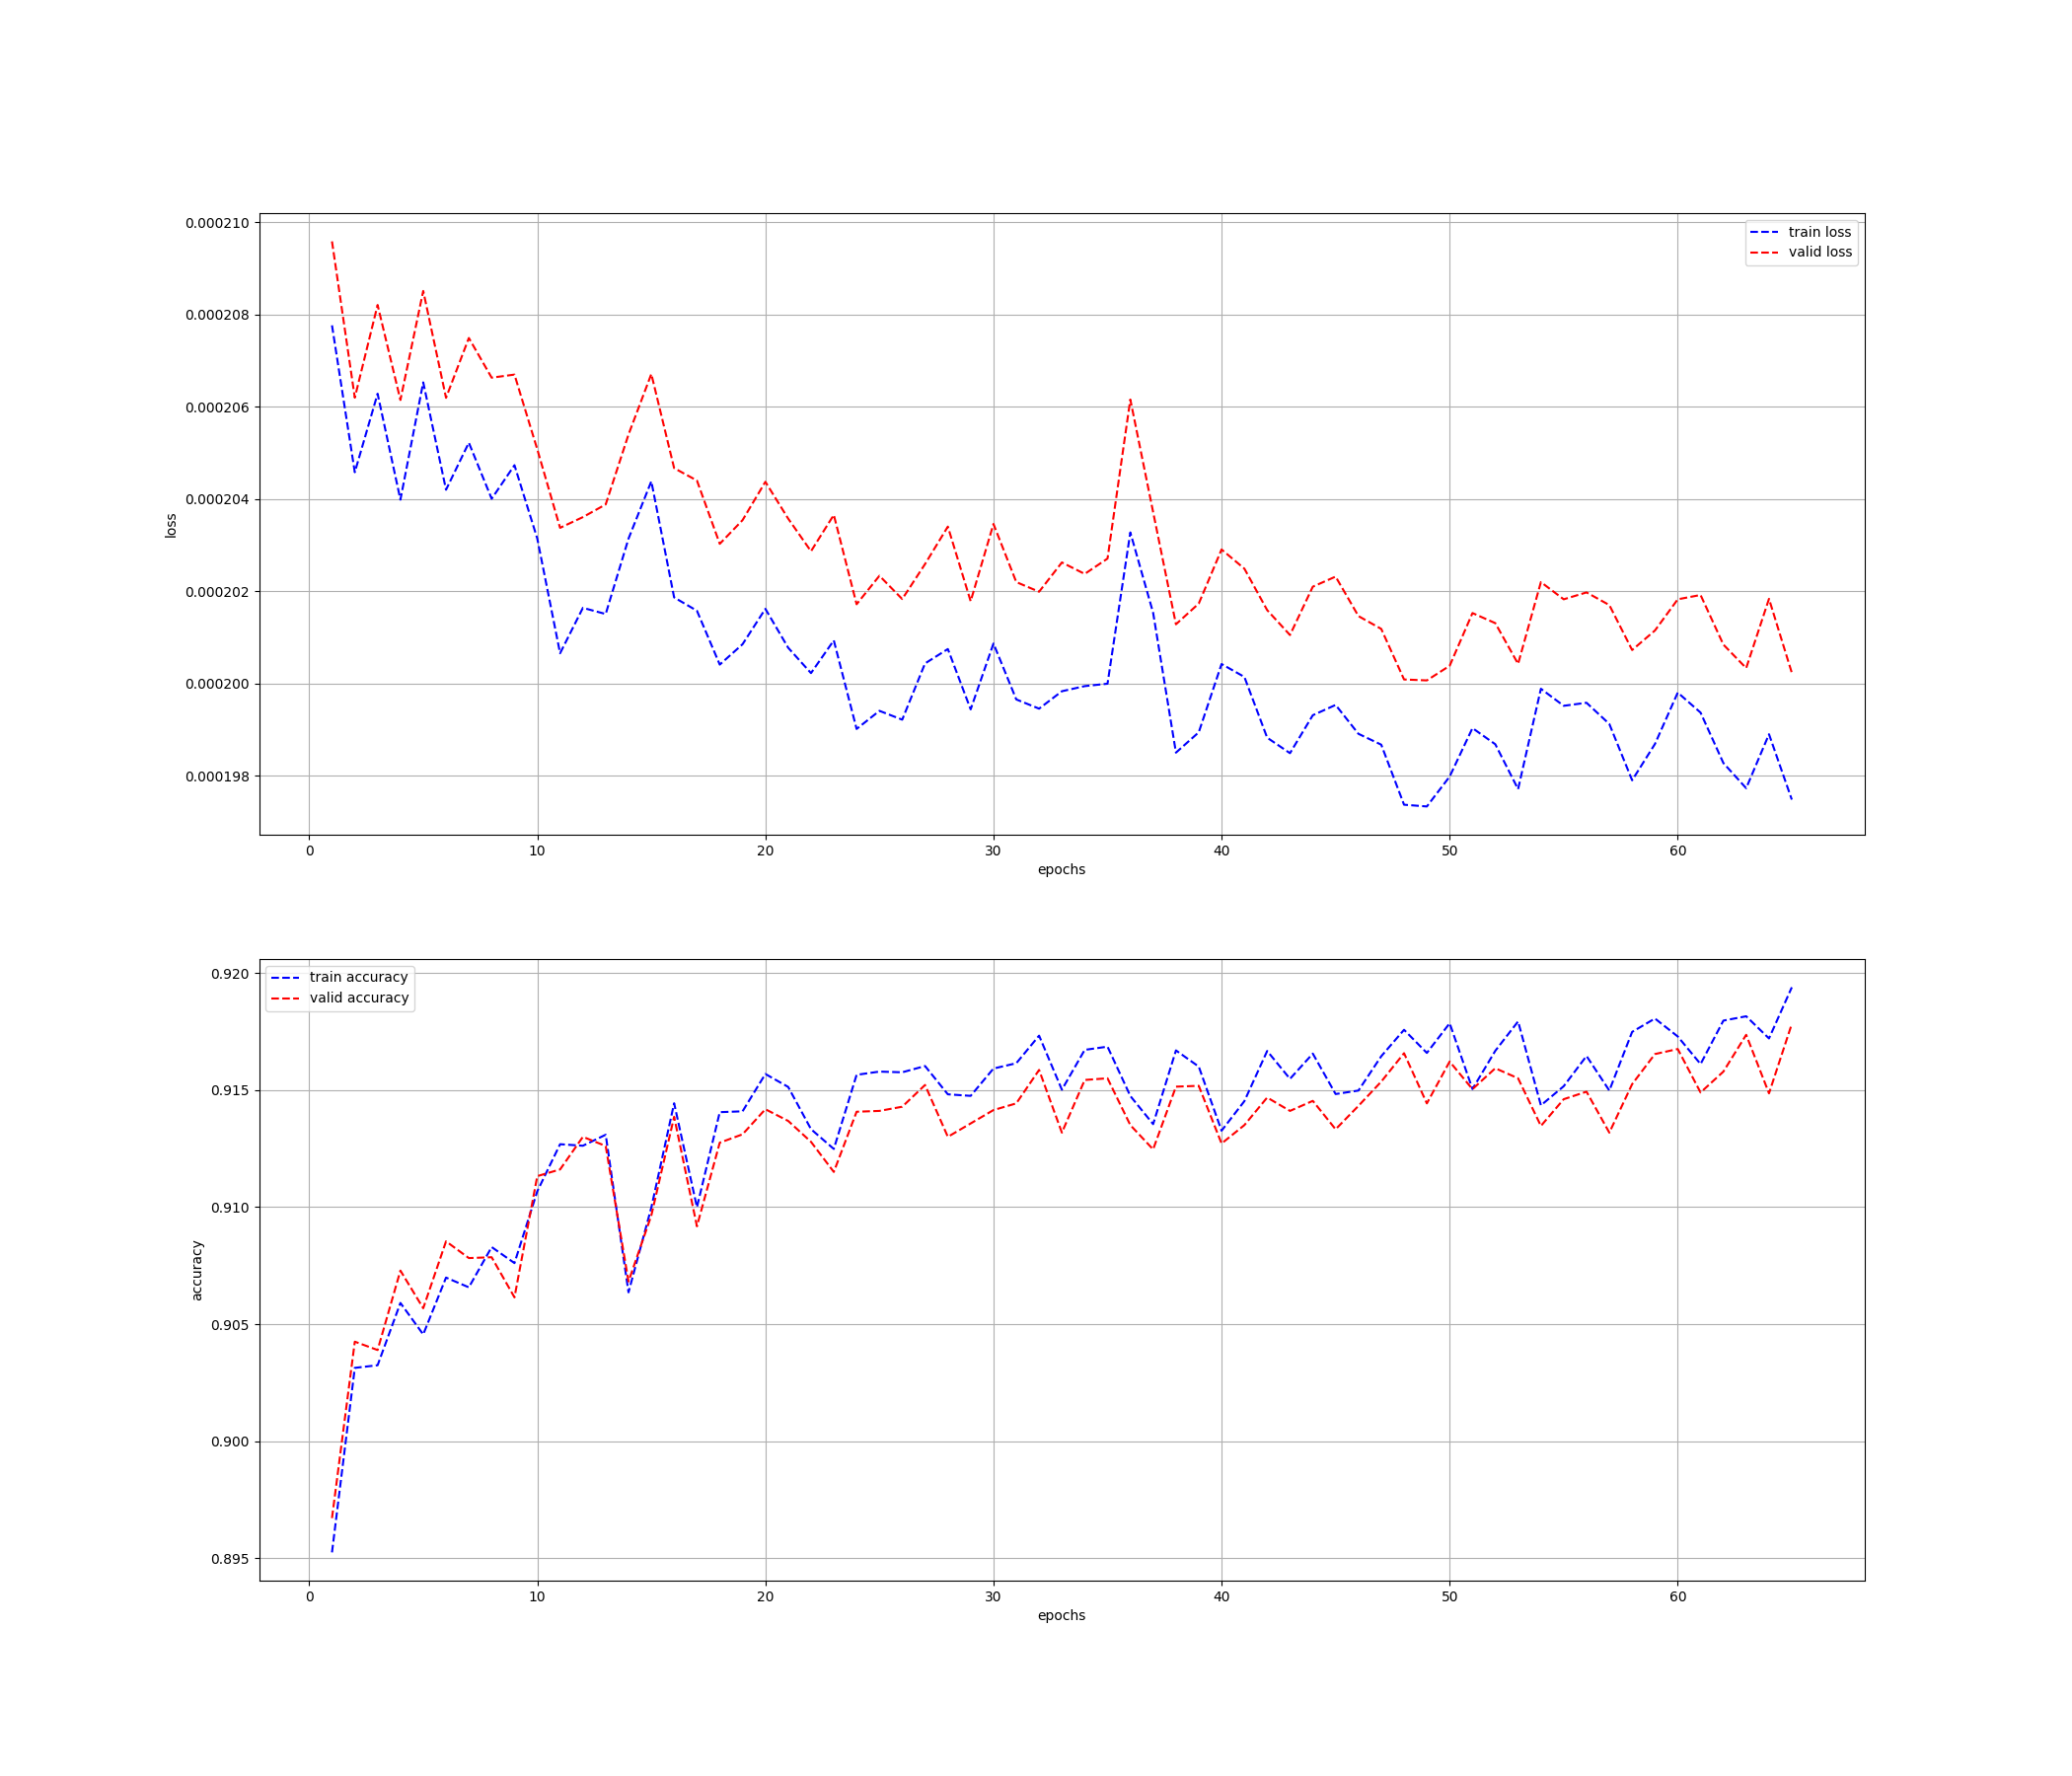 0.000210
0.000208
0.000206
0.000204
0.000202
0.000200
0.000198
loss
train loss
valid loss
0 10 20 30 40 50 60
epochs
0.920
0.915
0.910
0.905
0.900
0.895
accuracy
train accuracy
valid accuracy
0 10 20 30 40 50 60
epochs